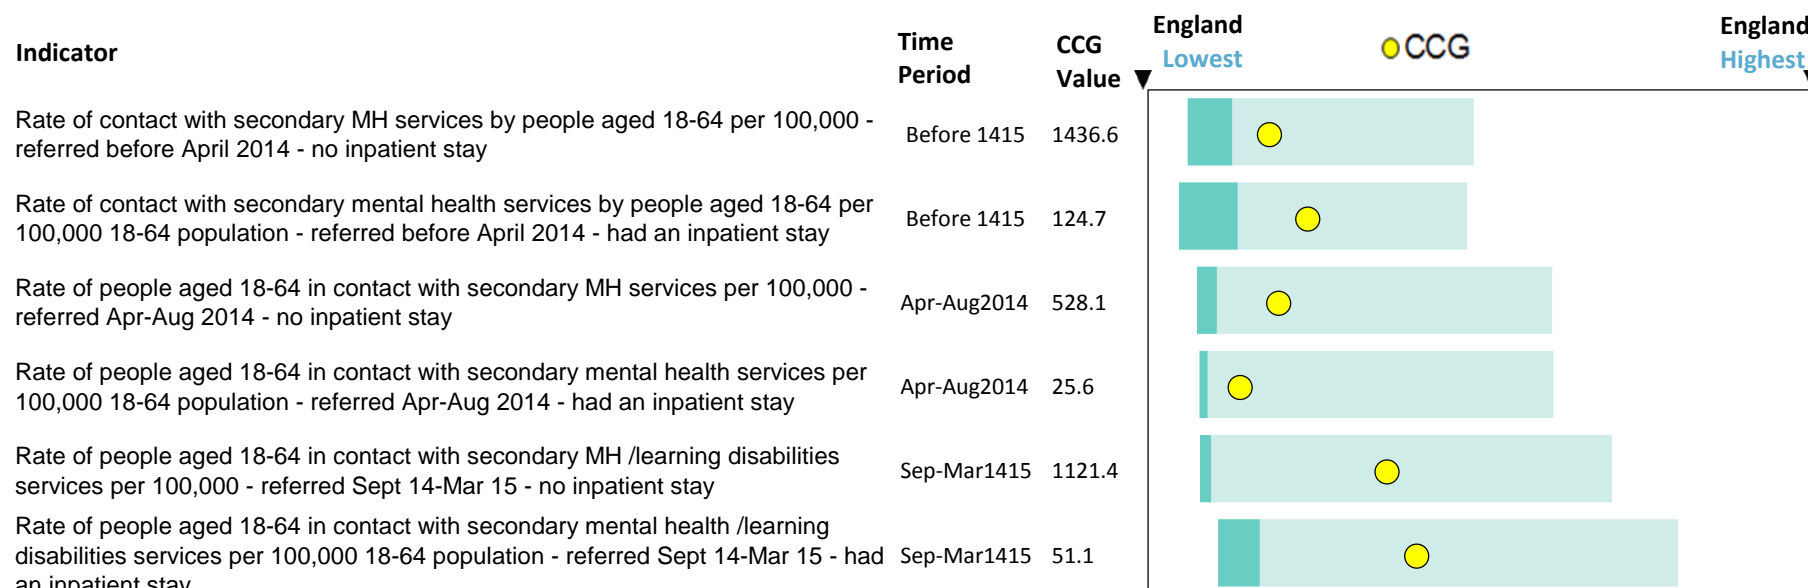 Indicator
Time
Period
CCG
Value
England
Lowest
CCG
England
Highest
Rate of contact with secondary MH services by people aged 18-64 per 100,000 -
referred before April 2014 - no inpatient stay
Before 1415
1436.6
Rate of contact with secondary mental health services by people aged 18-64 per
100,000 18-64 population - referred before April 2014 - had an inpatient stay
Before 1415
124.7
Rate of people aged 18-64 in contact with secondary MH services per 100,000 -
referred Apr-Aug 2014 - no inpatient stay
Apr-Aug2014
528.1
Rate of people aged 18-64 in contact with secondary mental health services per
100,000 18-64 population - referred Apr-Aug 2014 - had an inpatient stay
Apr-Aug2014
25.6
Rate of people aged 18-64 in contact with secondary MH /learning disabilities
services per 100,000 - referred Sept 14-Mar 15 - no inpatient stay
Sep-Mar1415
1121.4
Rate of people aged 18-64 in contact with secondary mental health /learning
disabilities services per 100,000 18-64 population - referred Sept 14-Mar 15 - had
an inpatient stay
Sep-Mar1415
51.1